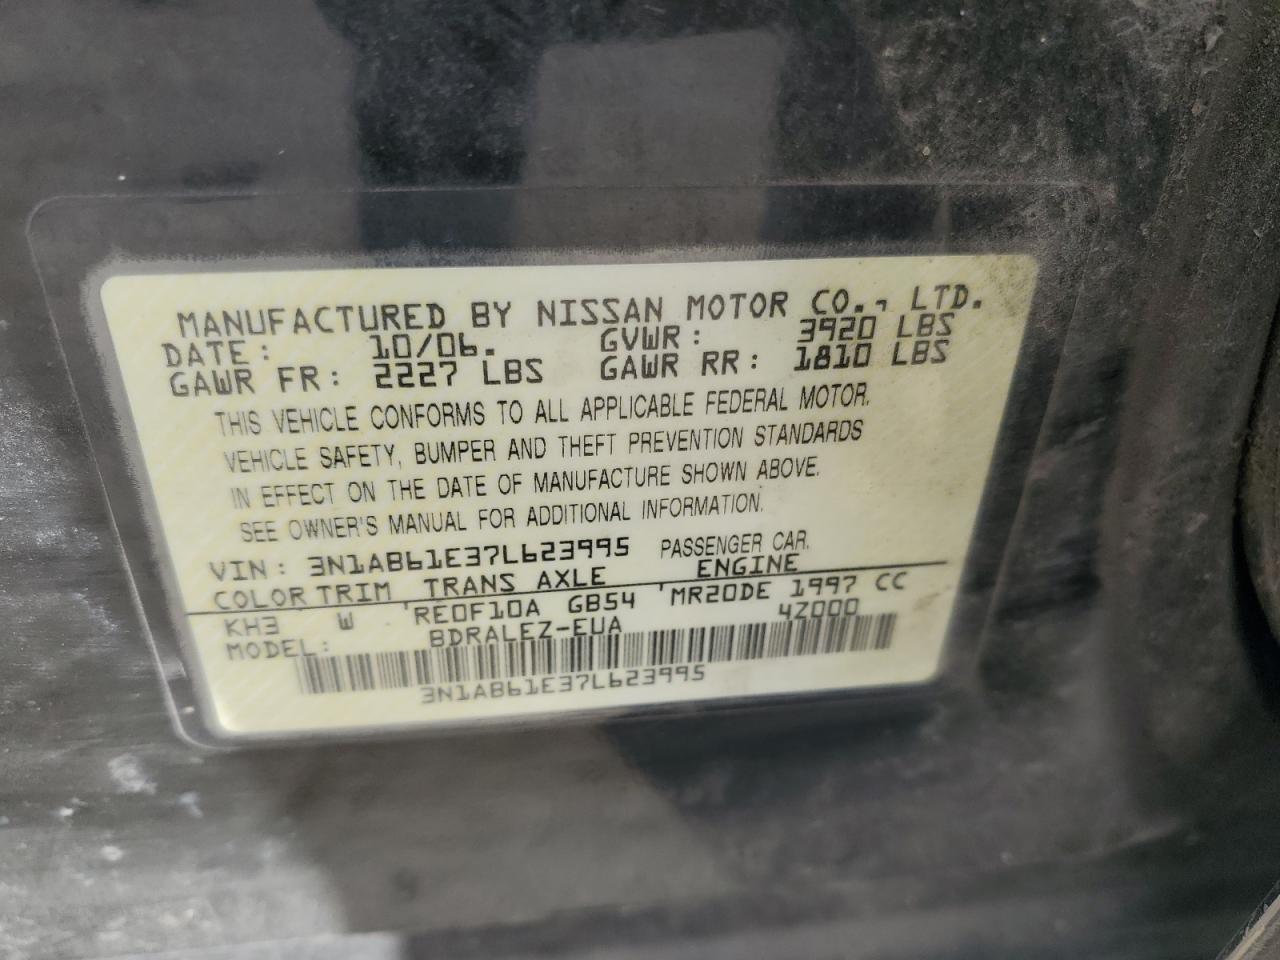 MANUFACTURED BY NISSAN MOTOR CO., LTD.
DATE: 10/06. GVWR: 3920 LBS
GAWR FR: 2227 LBS GAWR RR: 1810 LBS
THIS VEHICLE CONFORMS TO ALL APPLICABLE FEDERAL MOTOR.
VEHICLE SAFETY, BUMPER AND THEFT PREVENTION STANDARDS
IN EFFECT ON THE DATE OF MANUFACTURE SHOWN ABOVE.
SEE OWNER'S MANUAL FOR ADDITIONAL INFORMATION.
VIN: 3N1AB61E37L623995 PASSENGER CAR.
COLOR TRIM TRANS AXLE ENGINE
KH3 W 'RE0F10A GB54 'MR20DE 1997 CC
MODEL: BDRALEZ-EUA 4Z000
3N1AB61E37L623995